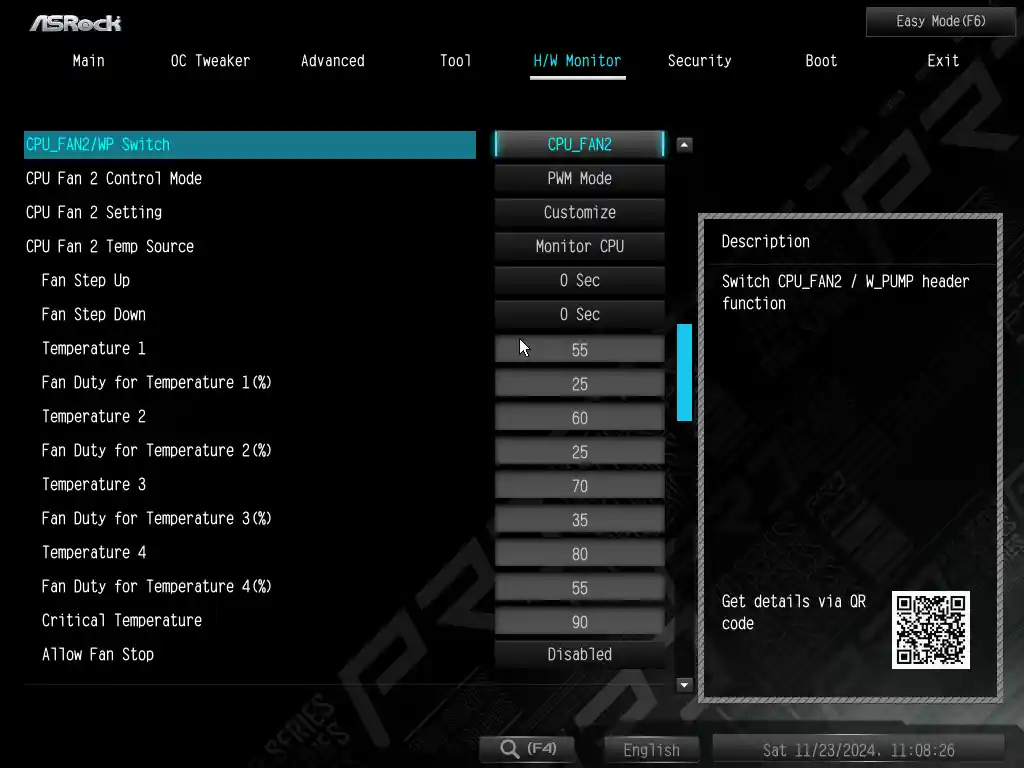 ASRock
Easy Mode(F6)
Main OC Tweaker Advanced Tool H/W Monitor Security Boot Exit
CPU_FAN2/WP Switch CPU_FAN2
CPU Fan 2 Control Mode PWM Mode
CPU Fan 2 Setting Customize
CPU Fan 2 Temp Source Monitor CPU
Fan Step Up 0 Sec
Fan Step Down 0 Sec
Temperature 1 55
Fan Duty for Temperature 1(%) 25
Temperature 2 60
Fan Duty for Temperature 2(%) 25
Temperature 3 70
Fan Duty for Temperature 3(%) 35
Temperature 4 80
Fan Duty for Temperature 4(%) 55
Critical Temperature 90
Allow Fan Stop Disabled
Description
Switch CPU_FAN2 / W_PUMP header
function
Get details via QR
code
(F4) English Sat 11/23/2024. 11:08:26
SERIES